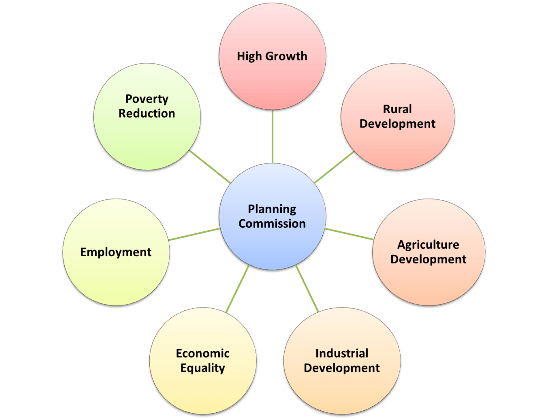 High Growth
Poverty
Reduction
Rural
Development
Planning
Commission
Employment
Agriculture
Development
Economic
Equality
Industrial
Development